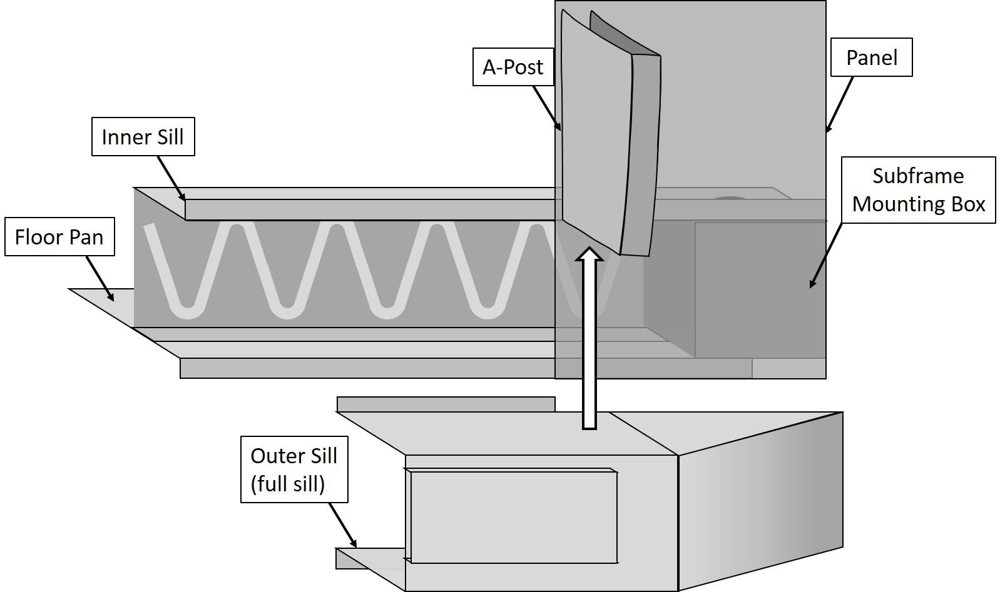 A-Post
Panel
Inner Sill
Subframe
Mounting Box
Floor Pan
Outer Sill
(full sill)